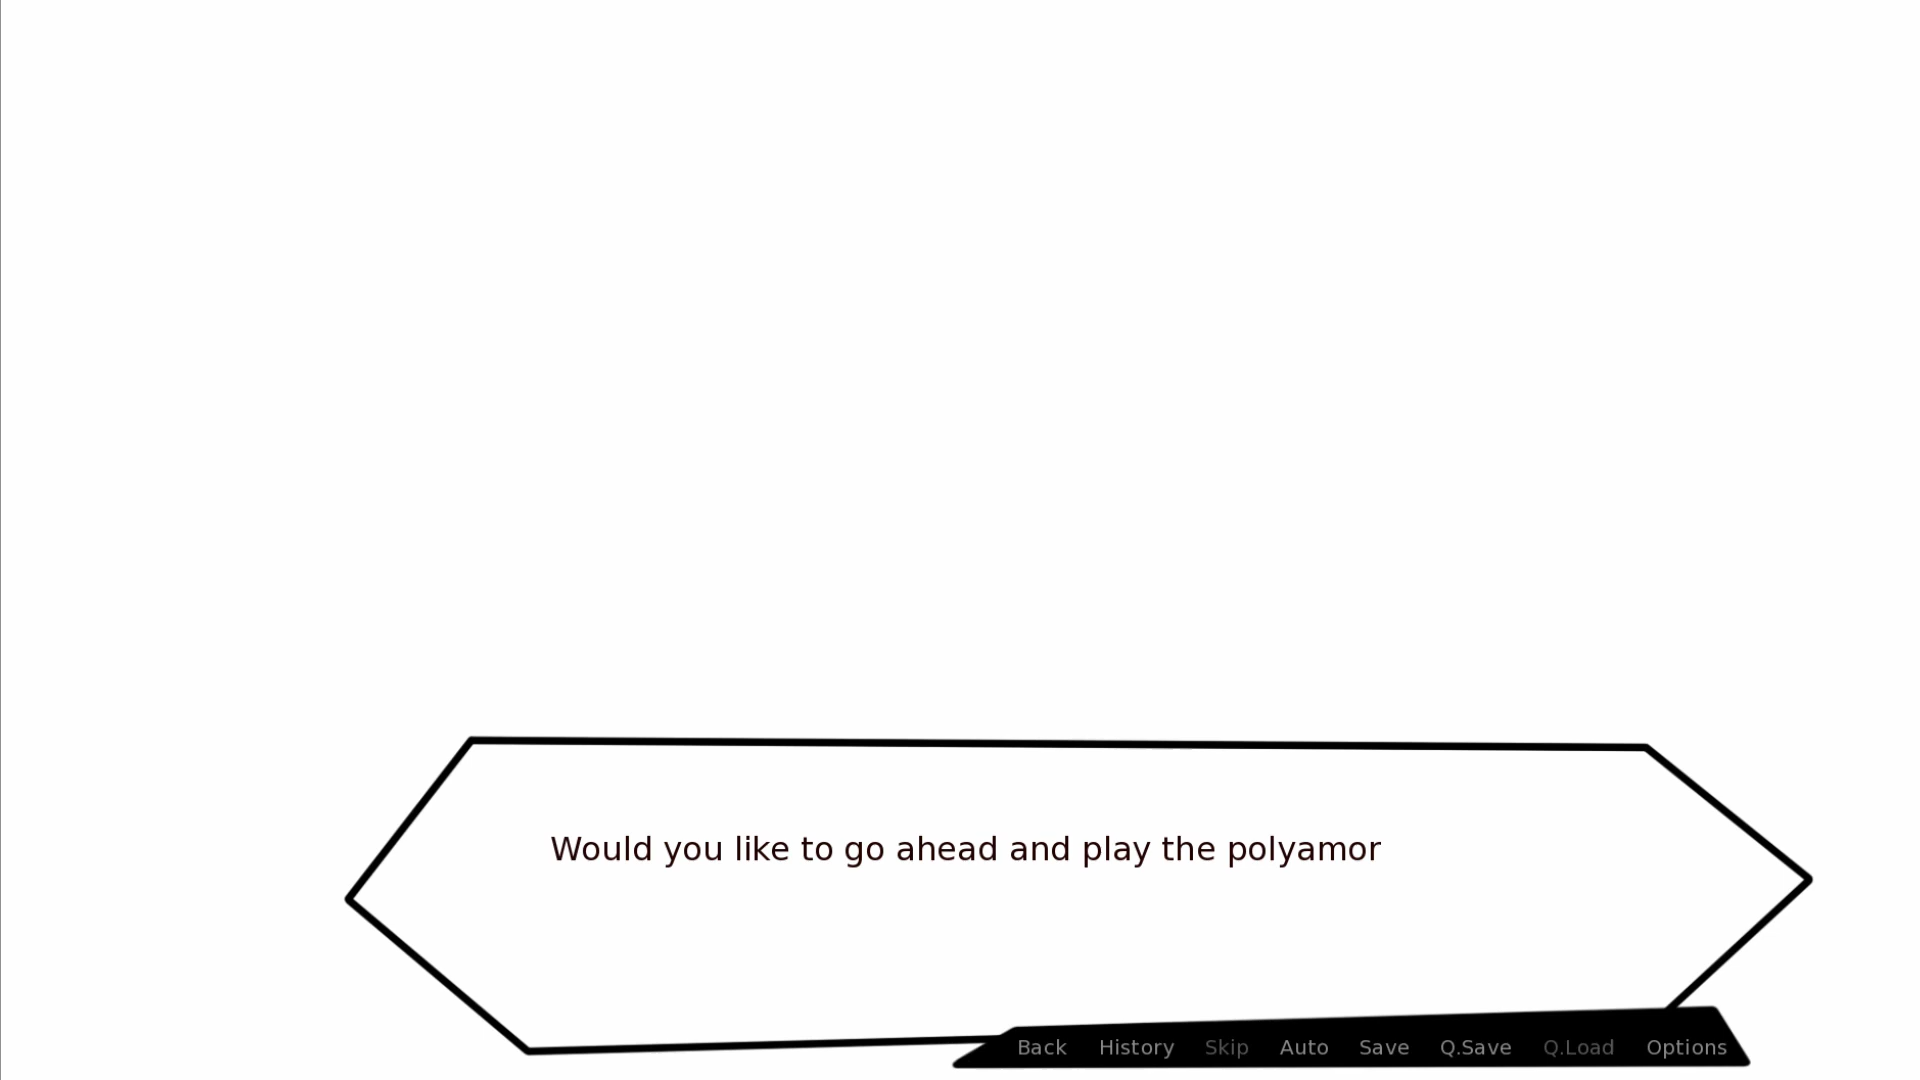 Would you like to go ahead and play the polyamor
Back History Skip Auto Save Q.Save Q.Load Options